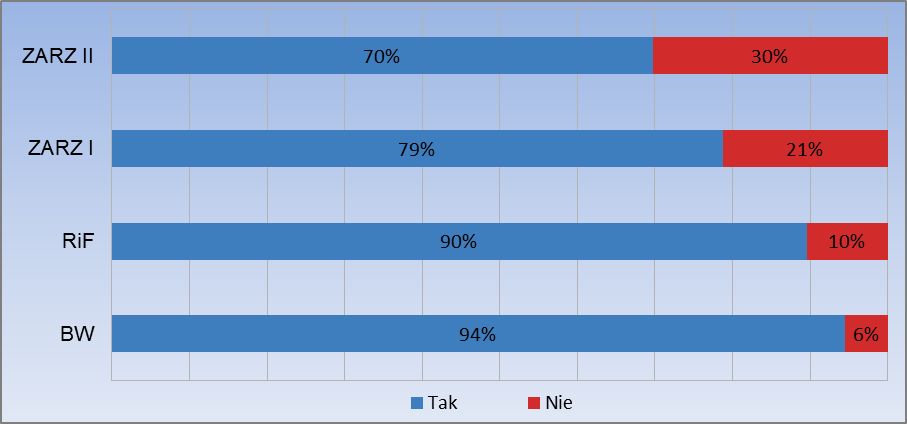 ZARZ II 70% 30%
ZARZ I 79% 21%
RiF 90% 10%
BW 94% 6%
Tak Nie